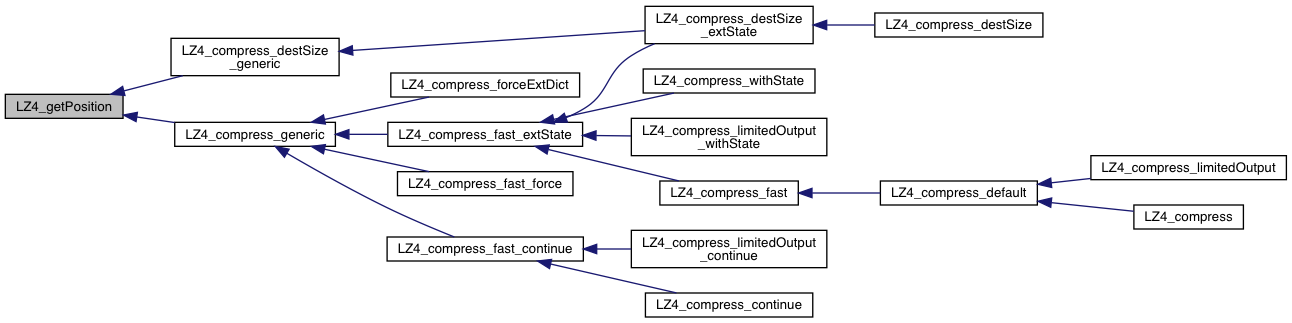 LZ4_getPosition
LZ4_compress_destSize
_generic
LZ4_compress_generic
LZ4_compress_forceExtDict
LZ4_compress_fast_extState
LZ4_compress_fast_force
LZ4_compress_fast_continue
LZ4_compress_destSize
_extState
LZ4_compress_withState
LZ4_compress_limitedOutput
_withState
LZ4_compress_fast
LZ4_compress_limitedOutput
_continue
LZ4_compress_continue
LZ4_compress_destSize
LZ4_compress_default
LZ4_compress_limitedOutput
LZ4_compress